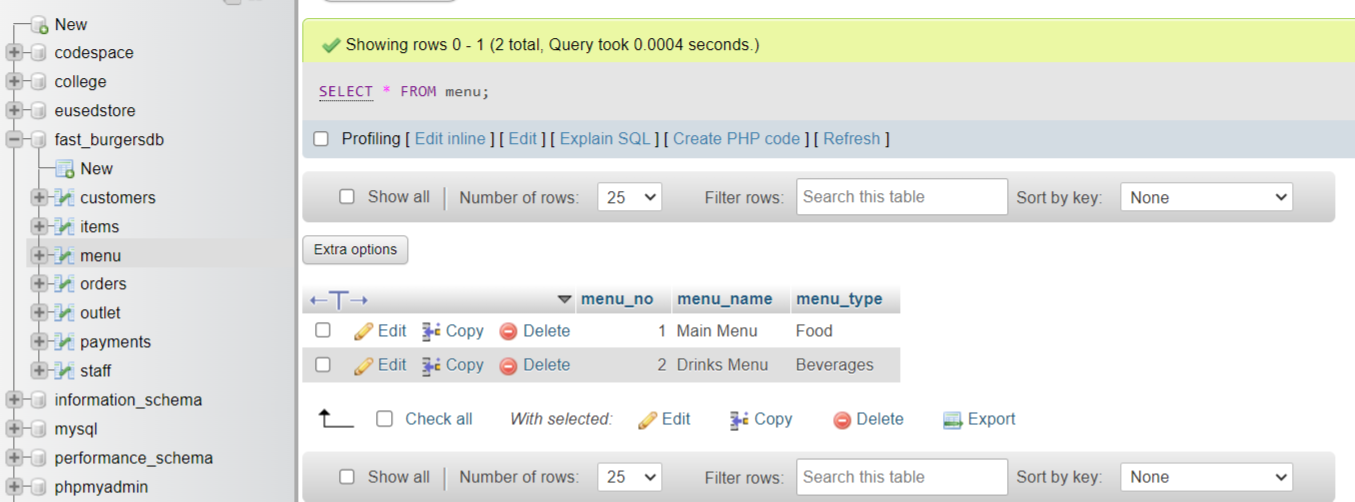 New
codespace
college
eusedstore
fast_burgersdb
New
customers
items
menu
orders
outlet
payments
staff
information_schema
mysql
performance_schema
phpmyadmin
Showing rows 0 - 1 (2 total, Query took 0.0004 seconds.)
SELECT * FROM menu;
Profiling [ Edit inline ] [ Edit ] [ Explain SQL ] [ Create PHP code ] [ Refresh ]
Show all Number of rows: 25 Filter rows: Search this table Sort by key: None
Extra options
menu_no menu_name menu_type
Edit Copy Delete 1 Main Menu Food
Edit Copy Delete 2 Drinks Menu Beverages
Check all With selected: Edit Copy Delete Export
Show all Number of rows: 25 Filter rows: Search this table Sort by key: None